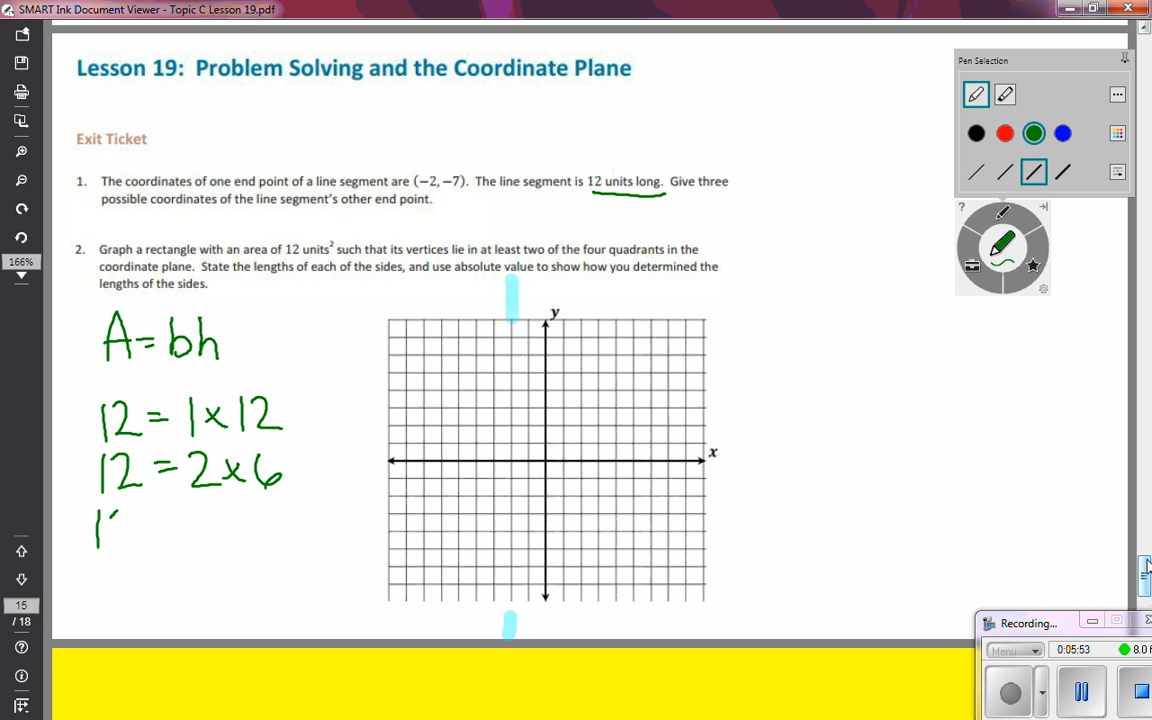 SMART Ink Document Viewer - Topic C Lesson 19.pdf
Lesson 19: Problem Solving and the Coordinate Plane
Pen Selection
Exit Ticket
1. The coordinates of one end point of a line segment are (−2, −7). The line segment is 12 units long. Give three
possible coordinates of the line segment's other end point.
2. Graph a rectangle with an area of 12 units² such that its vertices lie in at least two of the four quadrants in the
coordinate plane. State the lengths of each of the sides, and use absolute value to show how you determined the
lengths of the sides.
166%
A = bh
12 = 1 x 12
12 = 2 x 6
y
x
15
/ 18
Recording...
Menu
0:05:53
8.0 f